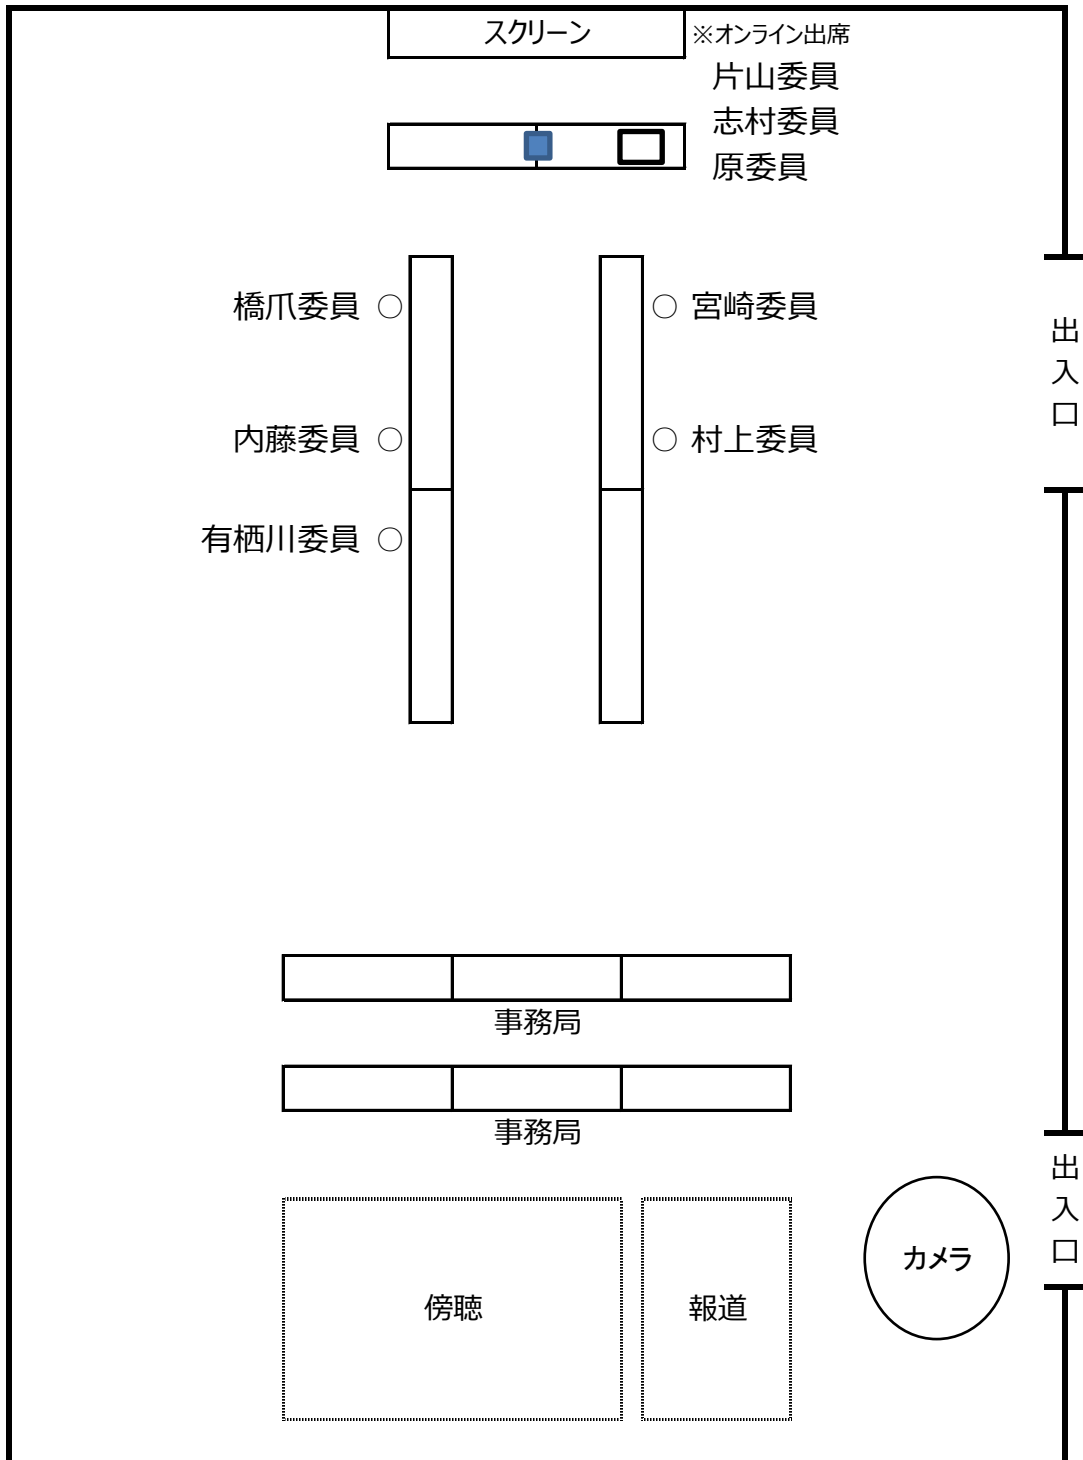 スクリーン
※オンライン出席
片山委員
志村委員
原委員
橋爪委員 ○
○ 宮崎委員
内藤委員 ○
○ 村上委員
有栖川委員 ○
出入口
事務局
事務局
出入口
カメラ
傍聴
報道